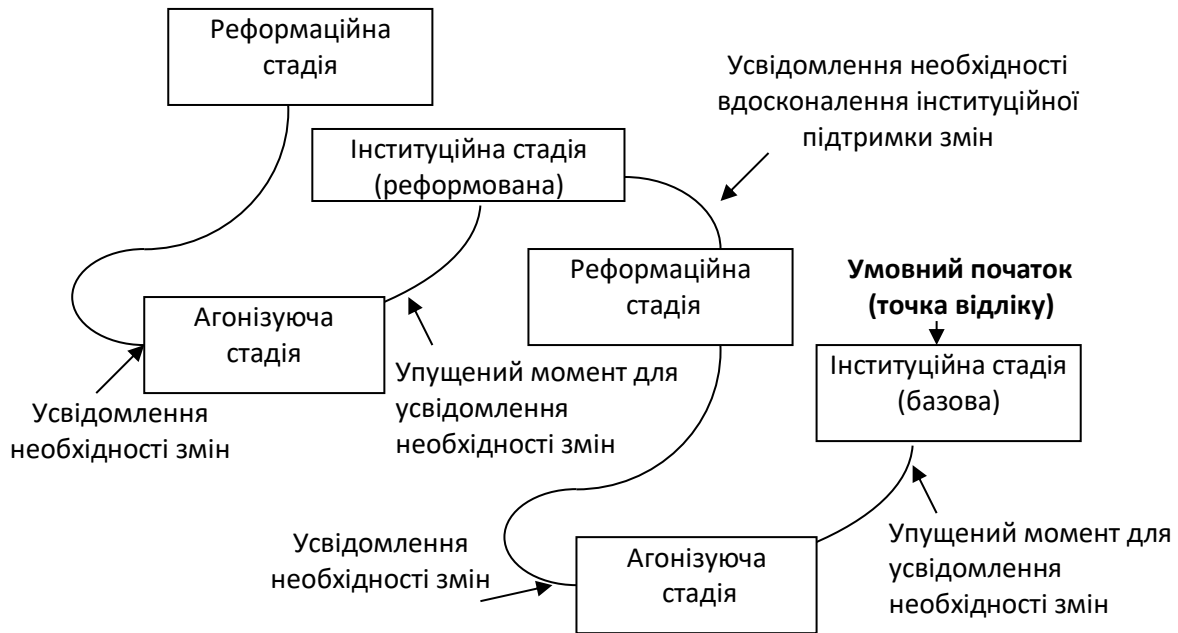 Реформаційна
стадія
Усвідомлення необхідності
вдосконалення інституційної
підтримки змін
Інституційна стадія
(реформована)
Реформаційна
стадія
Умовний початок
(точка відліку)
Агонізуюча
стадія
Інституційна стадія
(базова)
Упущений момент для
усвідомлення
необхідності змін
Усвідомлення
необхідності змін
Усвідомлення
необхідності змін
Агонізуюча
стадія
Упущений момент для
усвідомлення
необхідності змін